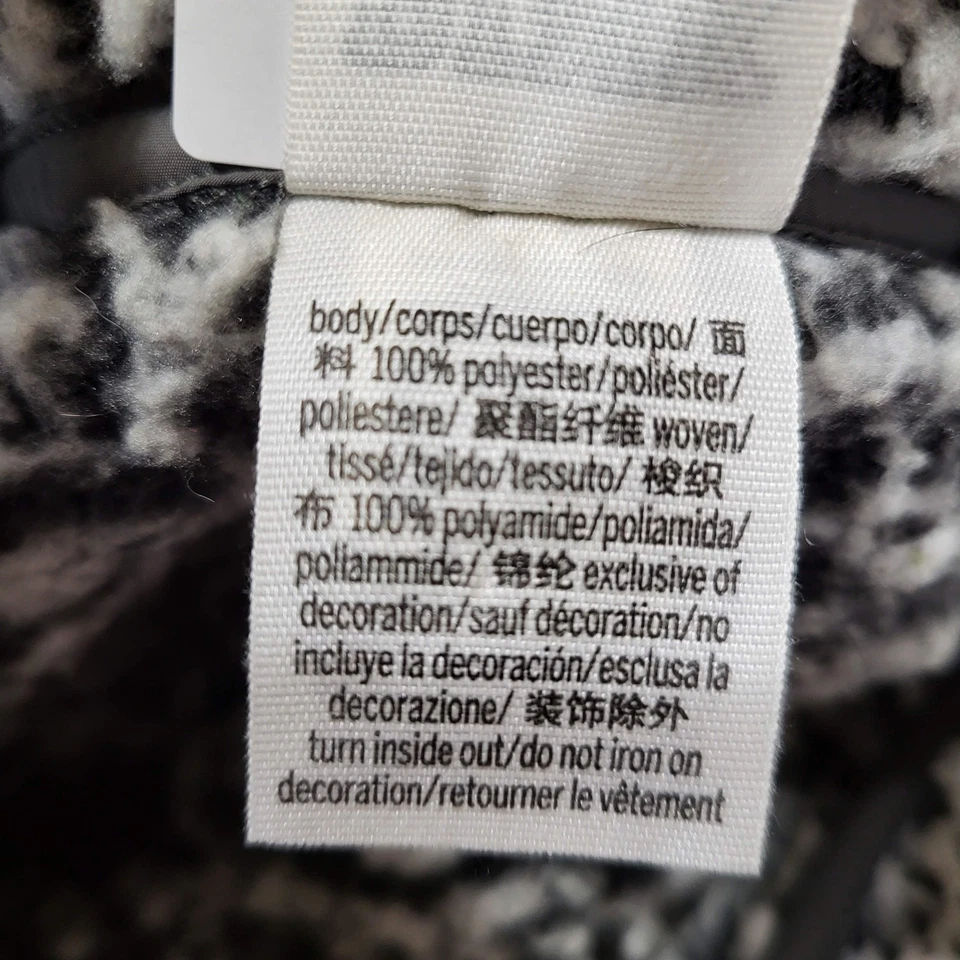 body/corps/cuerpo/corpo/ 面
料 100% polyester/poliéster/
poliestere/ 聚酯纤维 woven/
tissé/tejido/tessuto/ 梭织
布 100% polyamide/poliamida/
poliammide/ 锦纶 exclusive of
decoration/sauf décoration/no
incluye la decoración/esclusa la
decorazione/ 装饰除外
turn inside out/do not iron on
decoration/retourner le vêtement